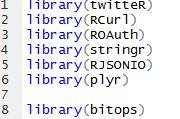 1 library(twitteR)
2 library(RCurl)
3 library(ROAuth)
4 library(stringr)
5 library(RJSONIO)
6 library(plyr)
7
8 library(bitops)